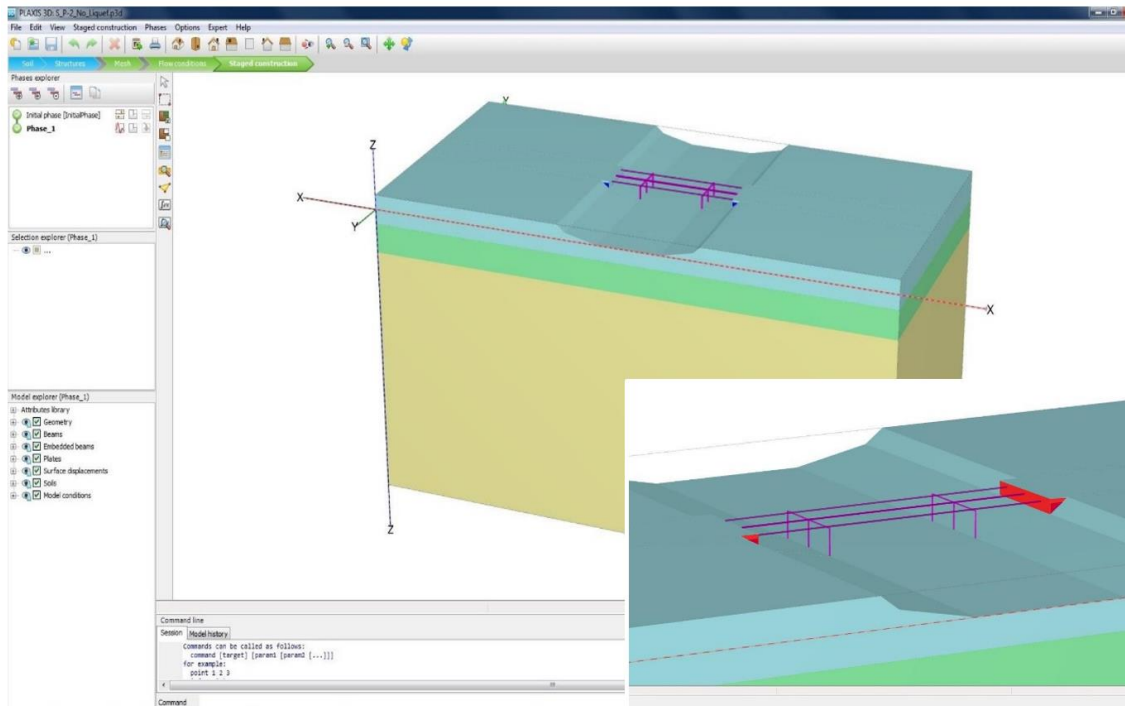 PLAXIS 3D: S_P-2_No_Liquef.p3d
File Edit View Staged construction Phases Options Expert Help
Soil Structures Mesh Flow conditions Staged construction
Phases explorer
Initial phase [InitialPhase]
Phase_1
Selection explorer (Phase_1)
...
Model explorer (Phase_1)
Attributes library
Geometry
Beams
Embedded beams
Plates
Surface displacements
Soils
Model conditions
Y
Z
X
Y
X
Z
Command line
Session Model history
Commands can be called as follows:
command [target] [param1 [param2 [...]]]
for example:
point 1 2 3
Command